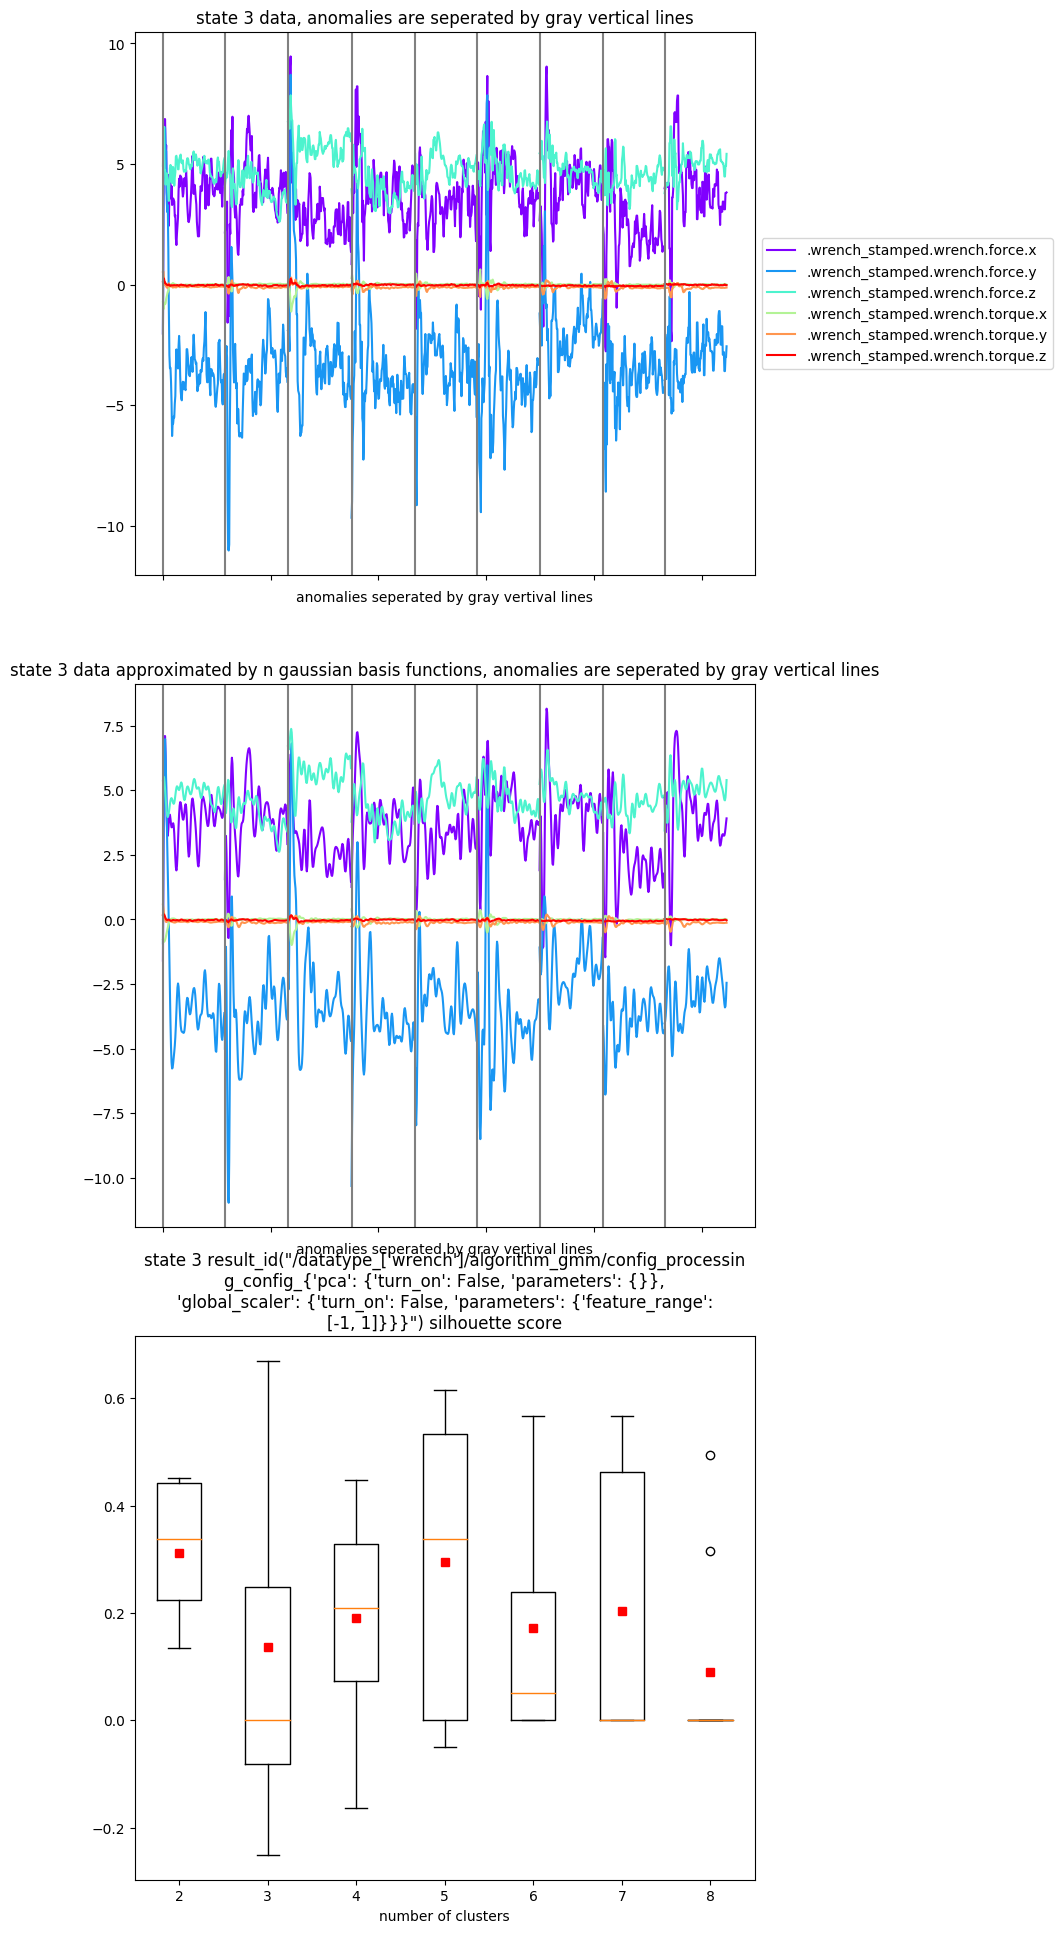 state 3 data, anomalies are seperated by gray vertical lines
10
5
0
−5
−10
.wrench_stamped.wrench.force.x
.wrench_stamped.wrench.force.y
.wrench_stamped.wrench.force.z
.wrench_stamped.wrench.torque.x
.wrench_stamped.wrench.torque.y
.wrench_stamped.wrench.torque.z
anomalies seperated by gray vertival lines
state 3 data approximated by n gaussian basis functions, anomalies are seperated by gray vertical lines
7.5
5.0
2.5
0.0
−2.5
−5.0
−7.5
−10.0
anomalies seperated by gray vertival lines
state 3 result_id("/datatype_['wrench']/algorithm_gmm/config_processin
g_config_{'pca': {'turn_on': False, 'parameters': {}},
'global_scaler': {'turn_on': False, 'parameters': {'feature_range':
[-1, 1]}}}") silhouette score
0.6
0.4
0.2
0.0
−0.2
2 3 4 5 6 7 8
number of clusters